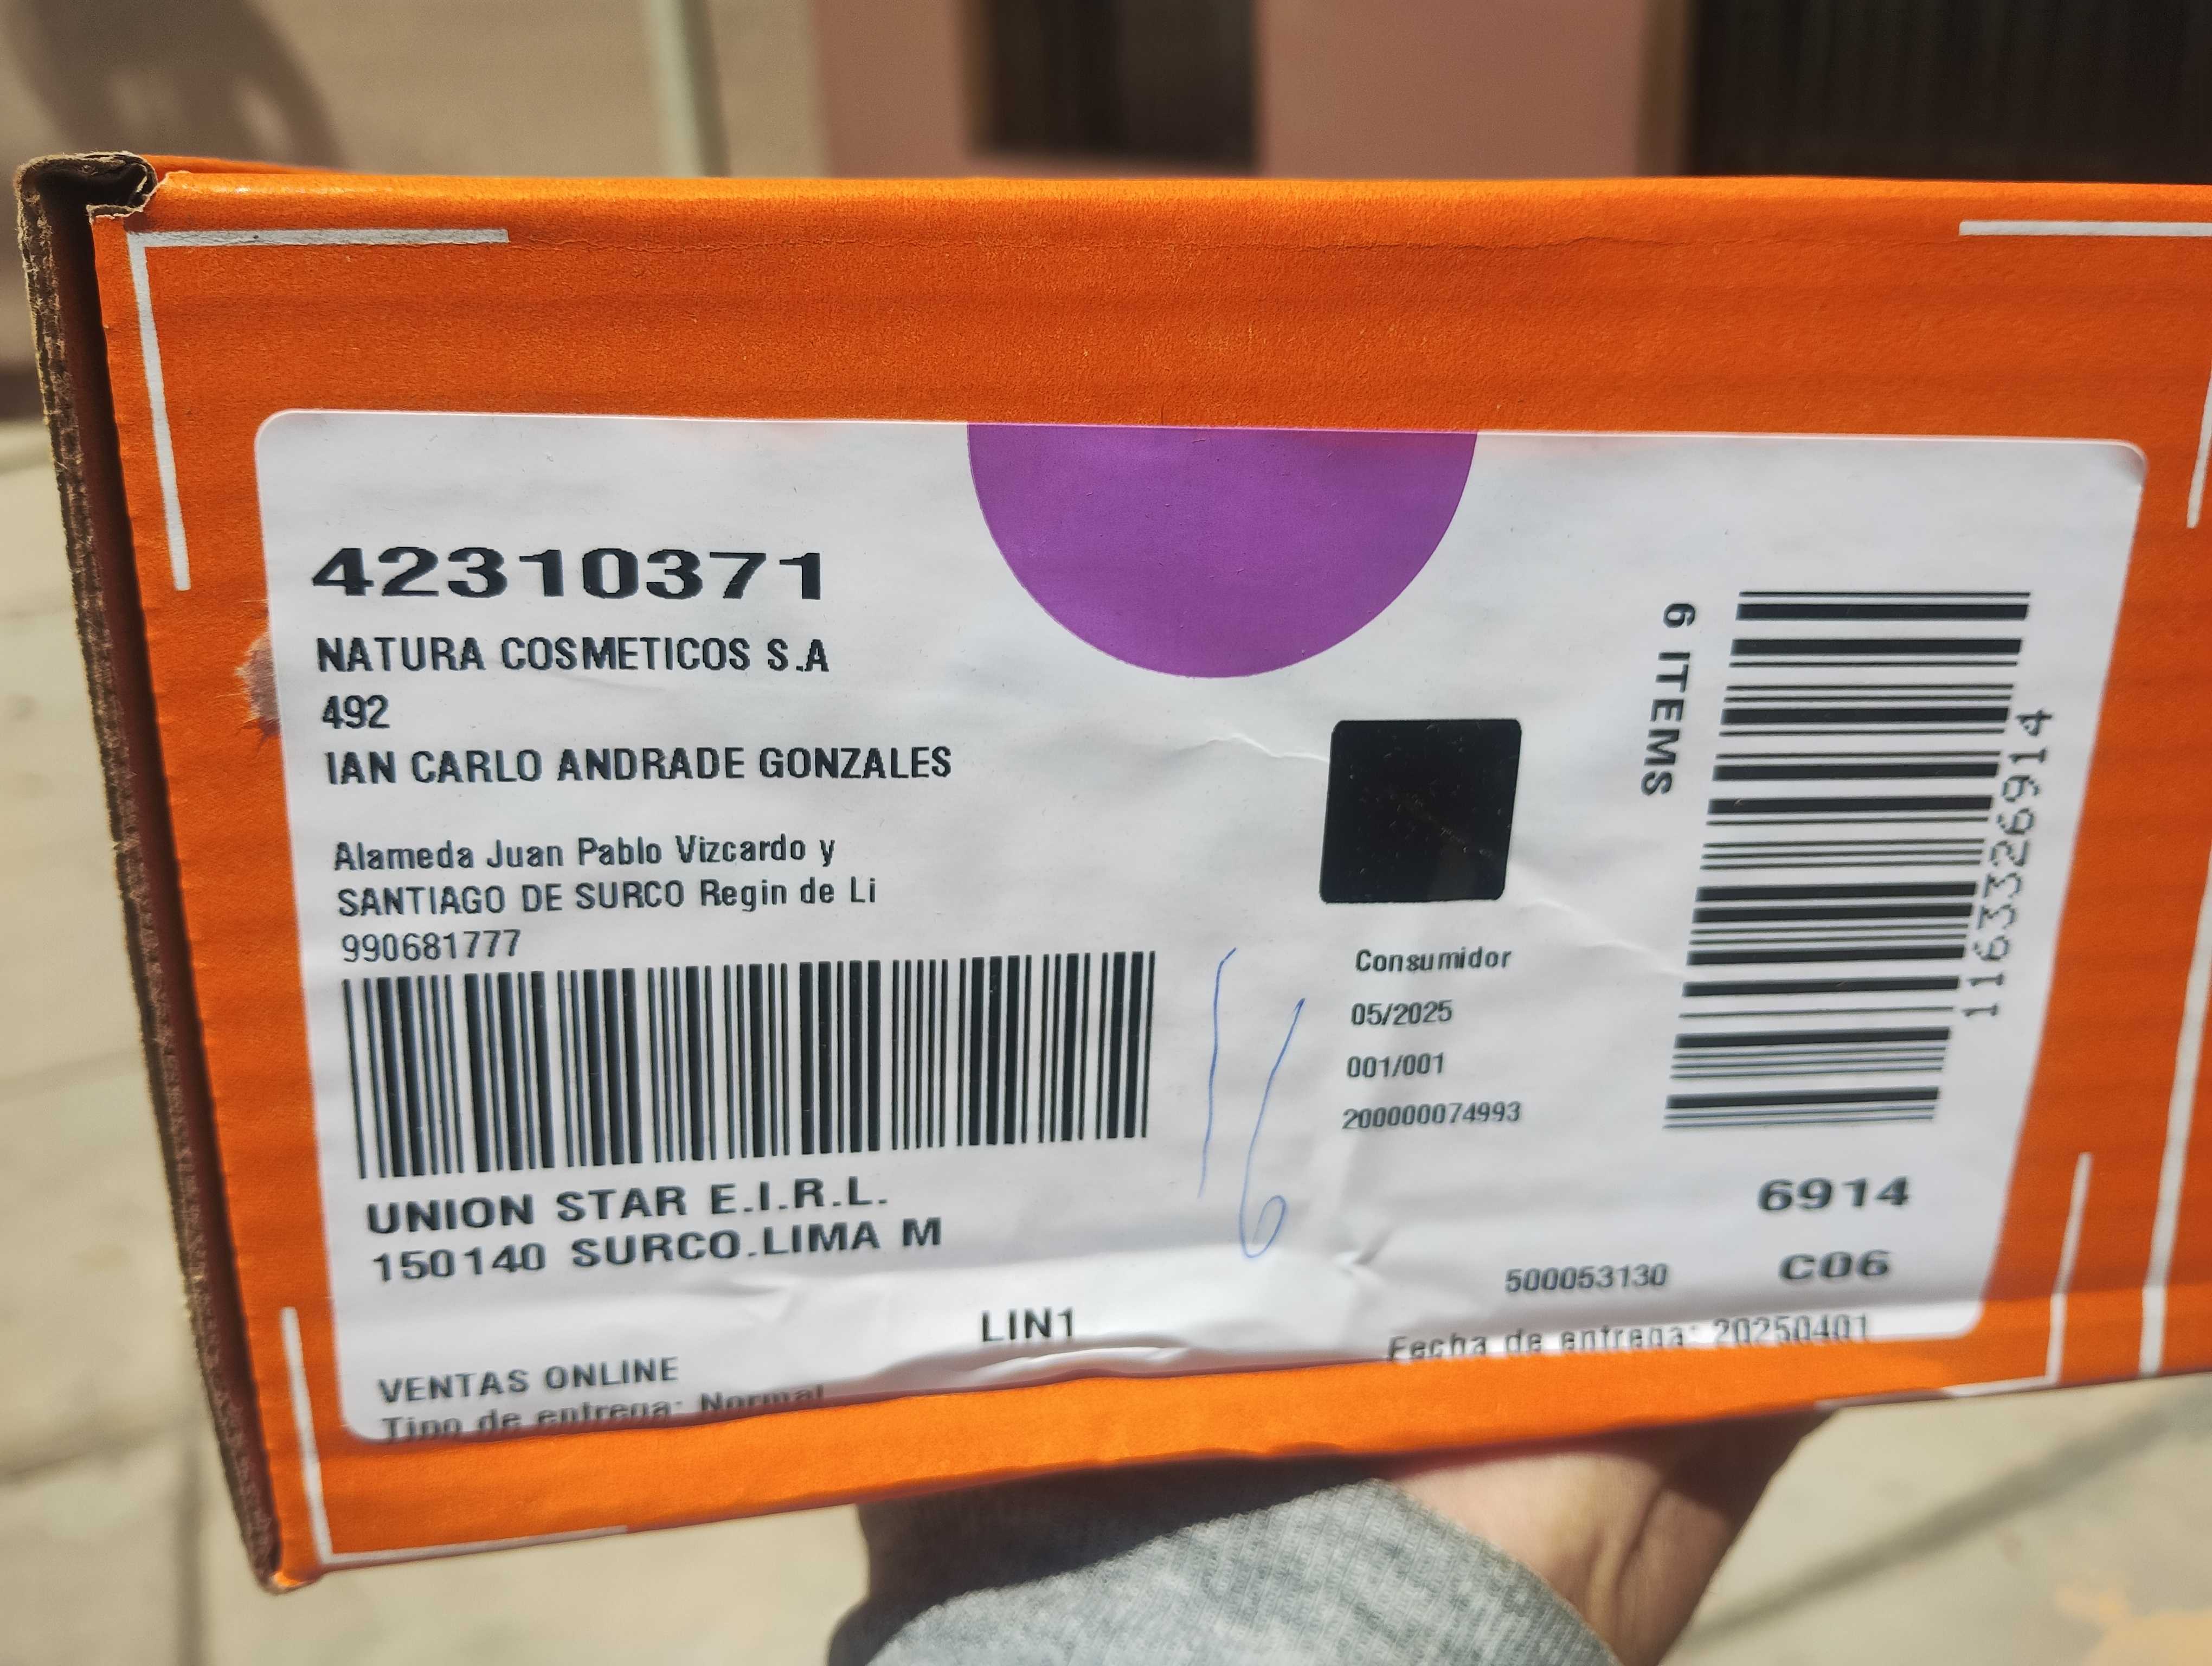 42310371
NATURA COSMETICOS S.A
492
IAN CARLO ANDRADE GONZALES
Alameda Juan Pablo Vizcardo y
SANTIAGO DE SURCO Regin de Li
990681777
UNION STAR E.I.R.L.
150140 SURCO.LIMA M
LIN1
VENTAS ONLINE
Tipo de entrega: Normal
16
Consumidor
05/2025
001/001
200000074993
6 ITEMS
1163326914
6914
500053130 C06
Fecha de entrega: 20250401